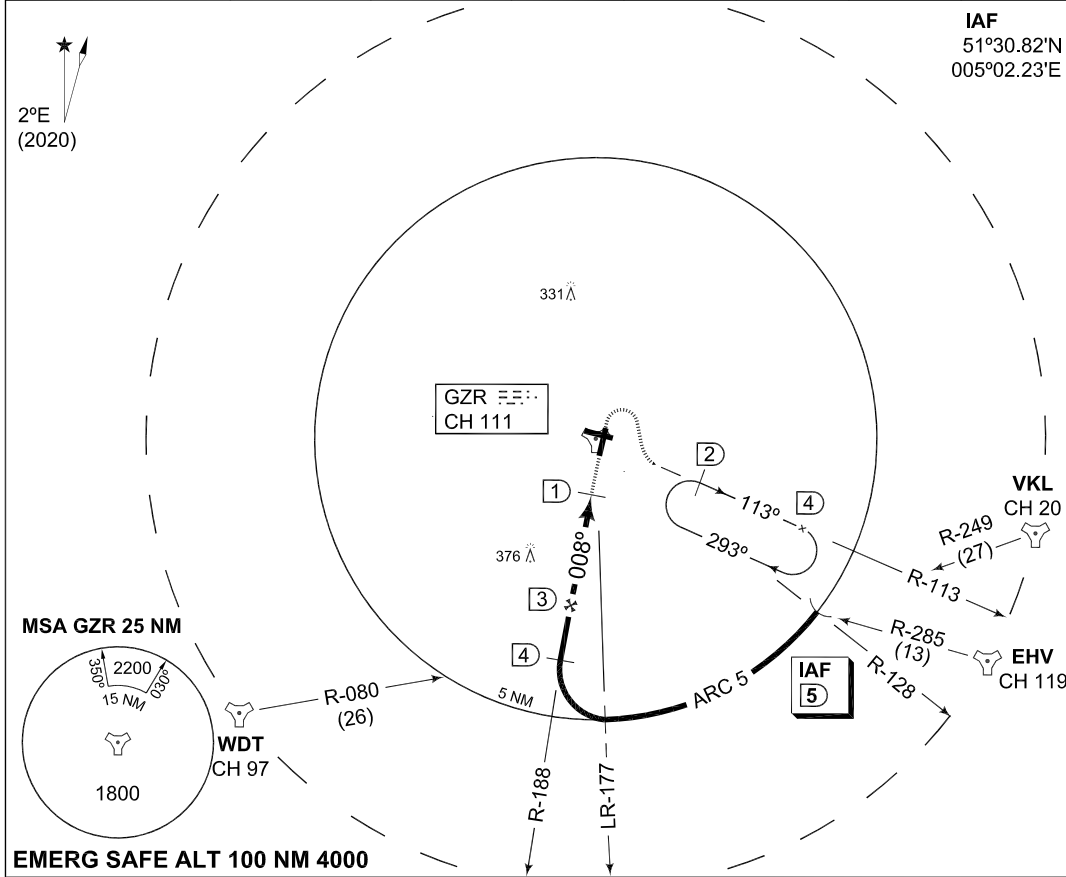 IAF
51º30.82'N
005º02.23'E
2ºE
(2020)
331
GZR
CH 111
2
1
113º
4
293º
VKL
CH 20
R-249
(27)
R-113
376
008º
3
4
MSA GZR 25 NM
350º
2200
030º
15 NM
1800
R-080
(26)
WDT
CH 97
5 NM
ARC 5
IAF
5
R-285
(13)
R-128
EHV
CH 119
R-188
LR-177
EMERG SAFE ALT 100 NM 4000